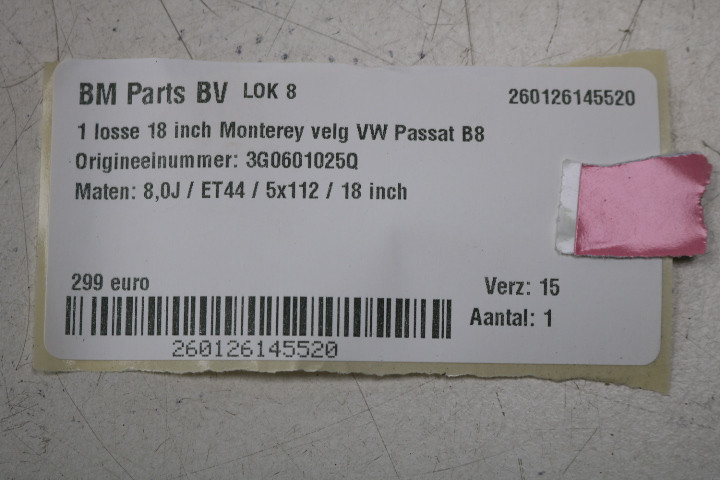 BM Parts BV LOK 8 260126145520
1 losse 18 inch Monterey velg VW Passat B8
Origineeinummer: 3G0601025Q
Maten: 8,0J / ET44 / 5x112 / 18 inch
299 euro Verz: 15
Aantal: 1
260126145520